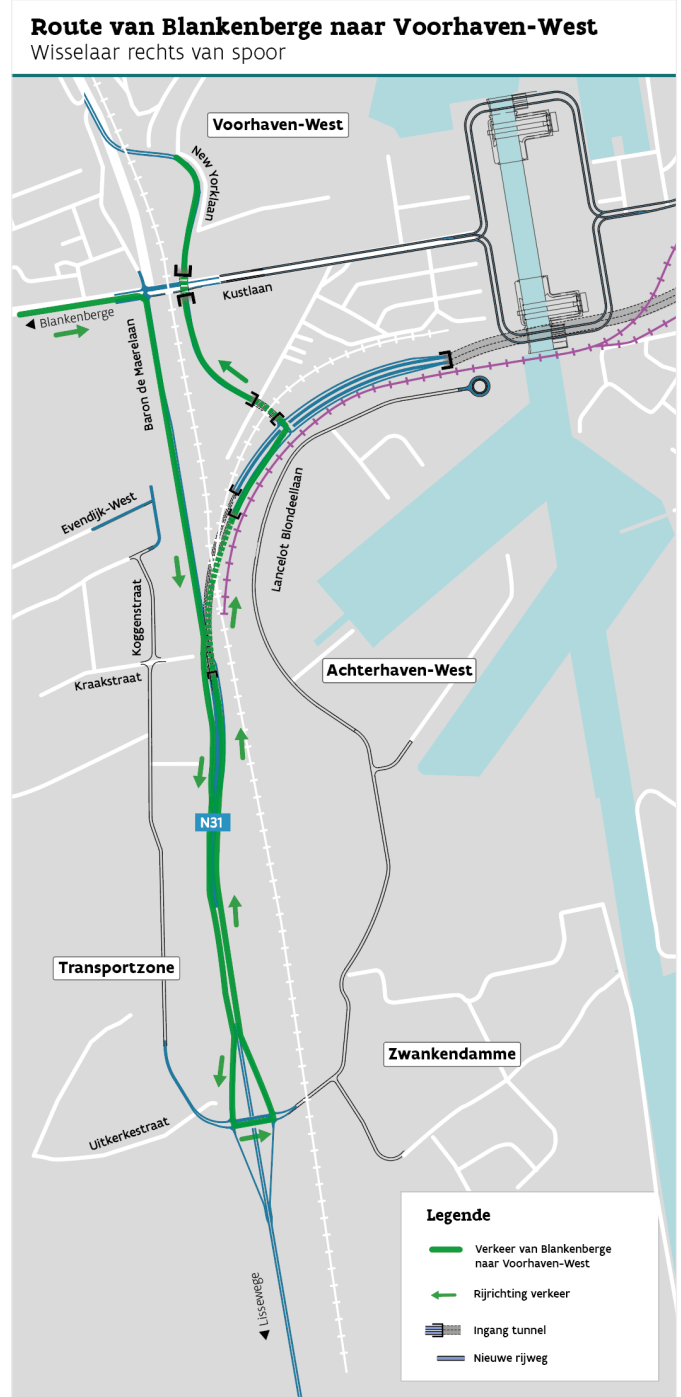 Route van Blankenberge naar Voorhaven-West
Wisselaar rechts van spoor
Voorhaven-West
New Yorklaan
Kustlaan
Blankenberge
Baron de Maerelaan
Evendijk-West
Lancelot Blondeellaan
Koggenstraat
Achterhaven-West
Kraakstraat
N31
Transportzone
Zwankendamme
Uitkerkestraat
Lissewege
Legende
Verkeer van Blankenberge
naar Voorhaven-West
Rijrichting verkeer
Ingang tunnel
Nieuwe rijweg